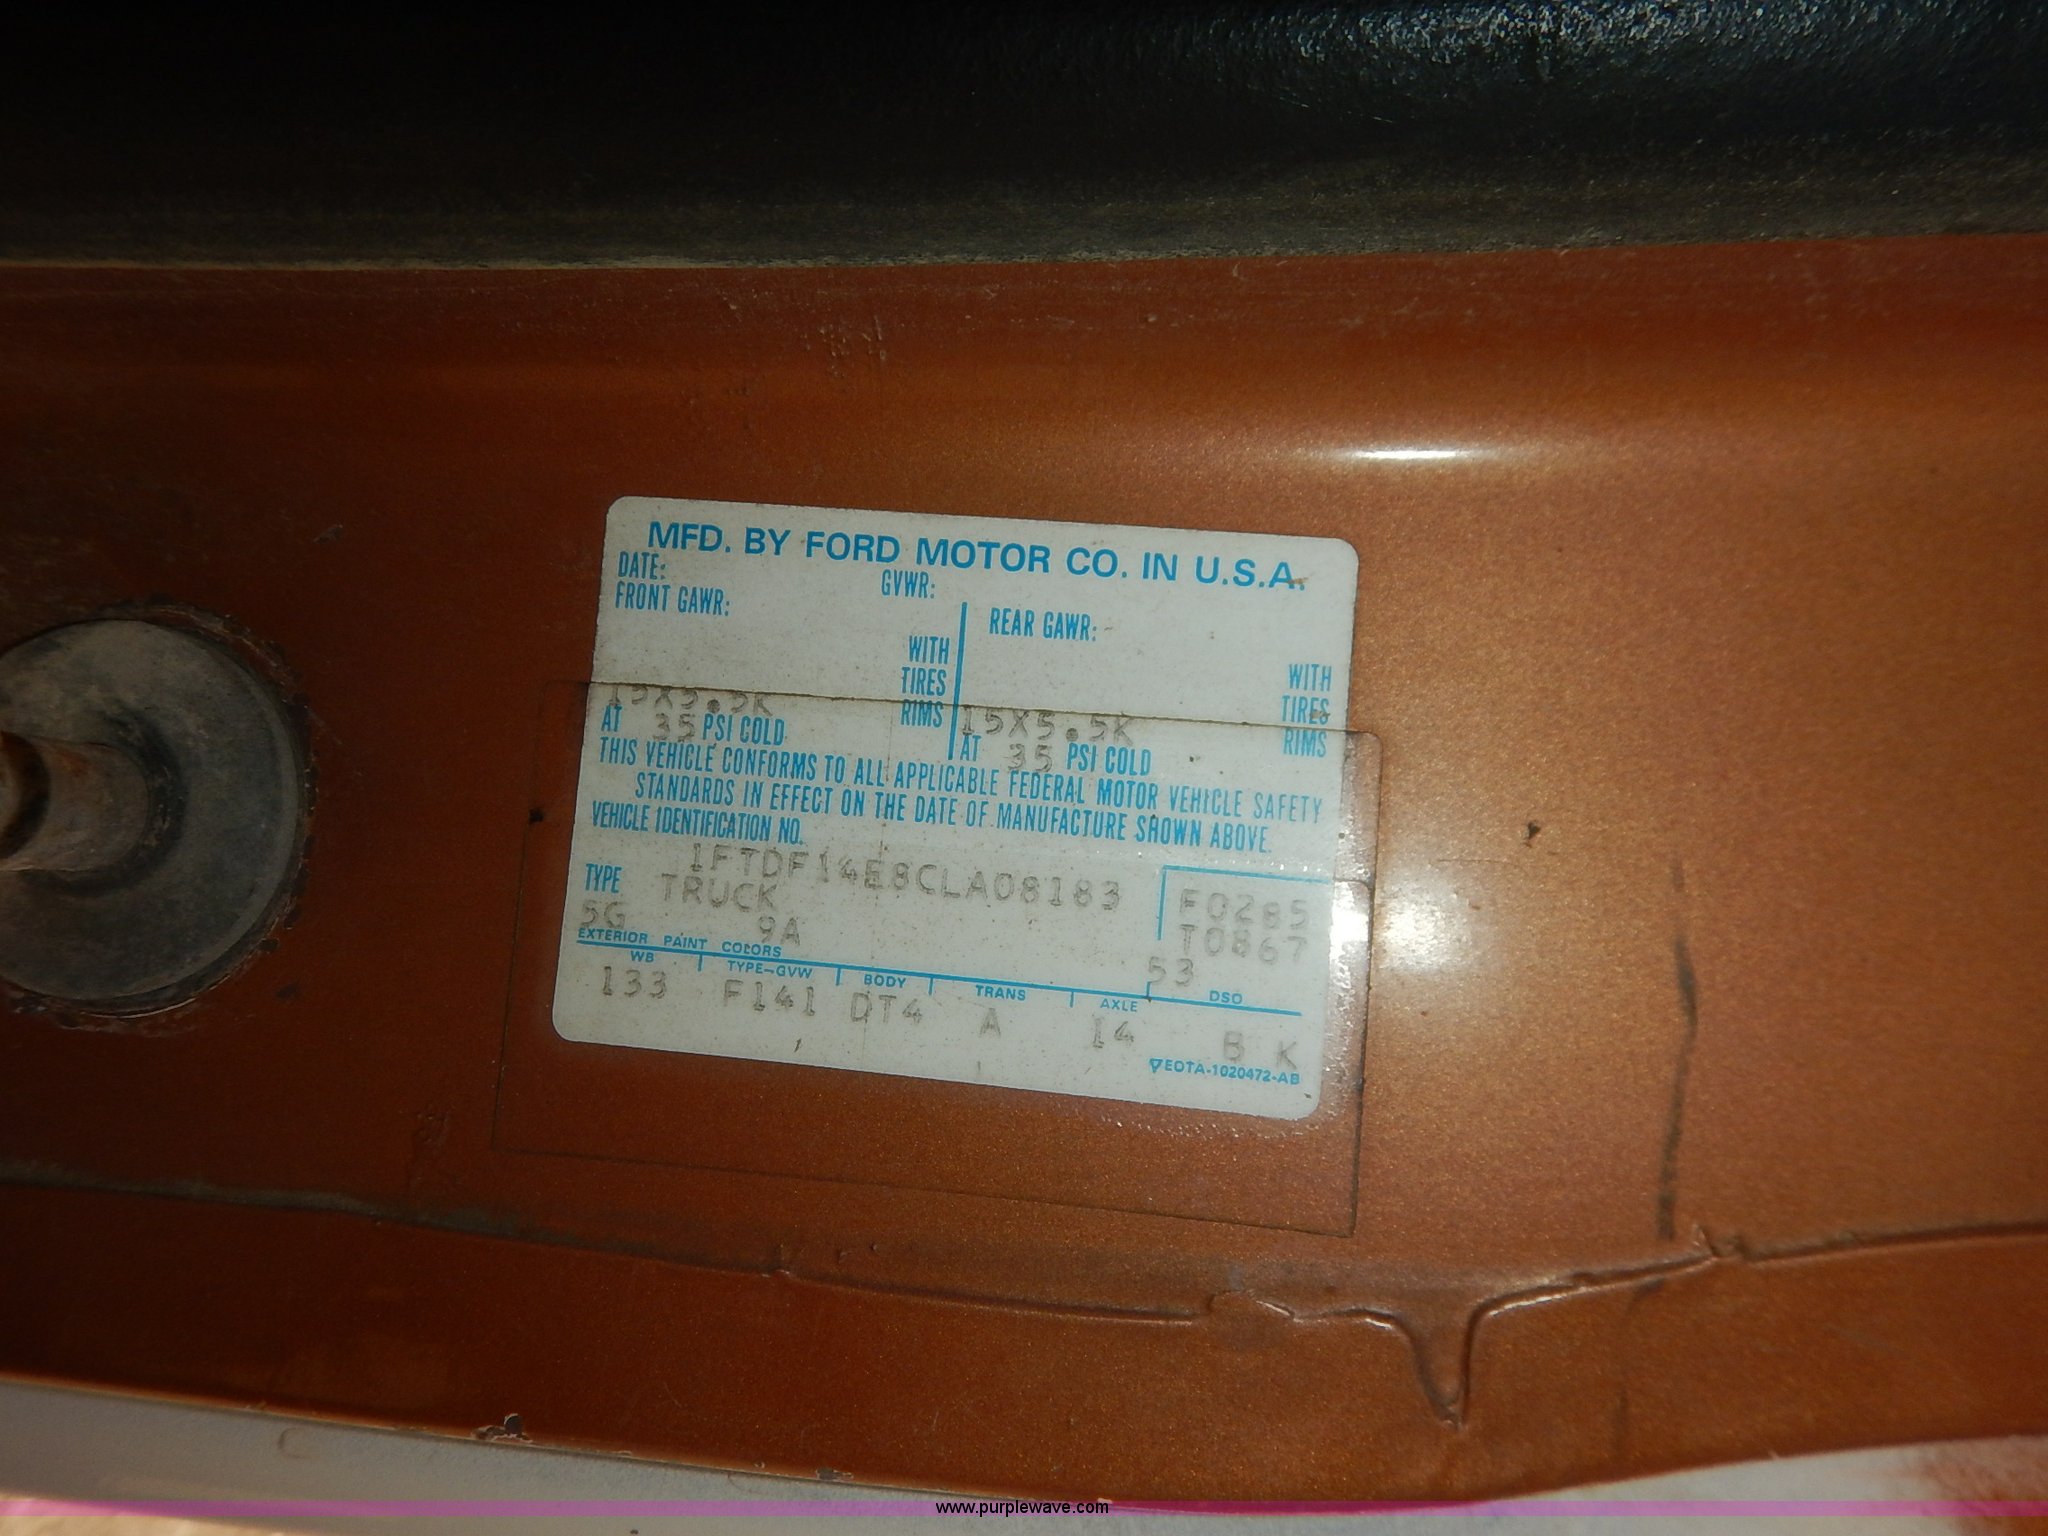 MFD. BY FORD MOTOR CO. IN U.S.A.
DATE: GVWR:
FRONT GAWR: REAR GAWR:
WITH WITH
TIRES TIRES
15X5.5K RIMS 15X5.5K RIMS
AT 35 PSI COLD AT 35 PSI COLD
THIS VEHICLE CONFORMS TO ALL APPLICABLE FEDERAL MOTOR VEHICLE SAFETY
STANDARDS IN EFFECT ON THE DATE OF MANUFACTURE SHOWN ABOVE.
VEHICLE IDENTIFICATION NO.
1FTDF14E8CLA08183
TYPE TRUCK F0285
5G 9A T0867
EXTERIOR PAINT COLORS 53
WB TYPE-GVW BODY TRANS AXLE DSO
133 F141 DT4 A 14 B K
EOTA-1020472-AB
www.purplewave.com